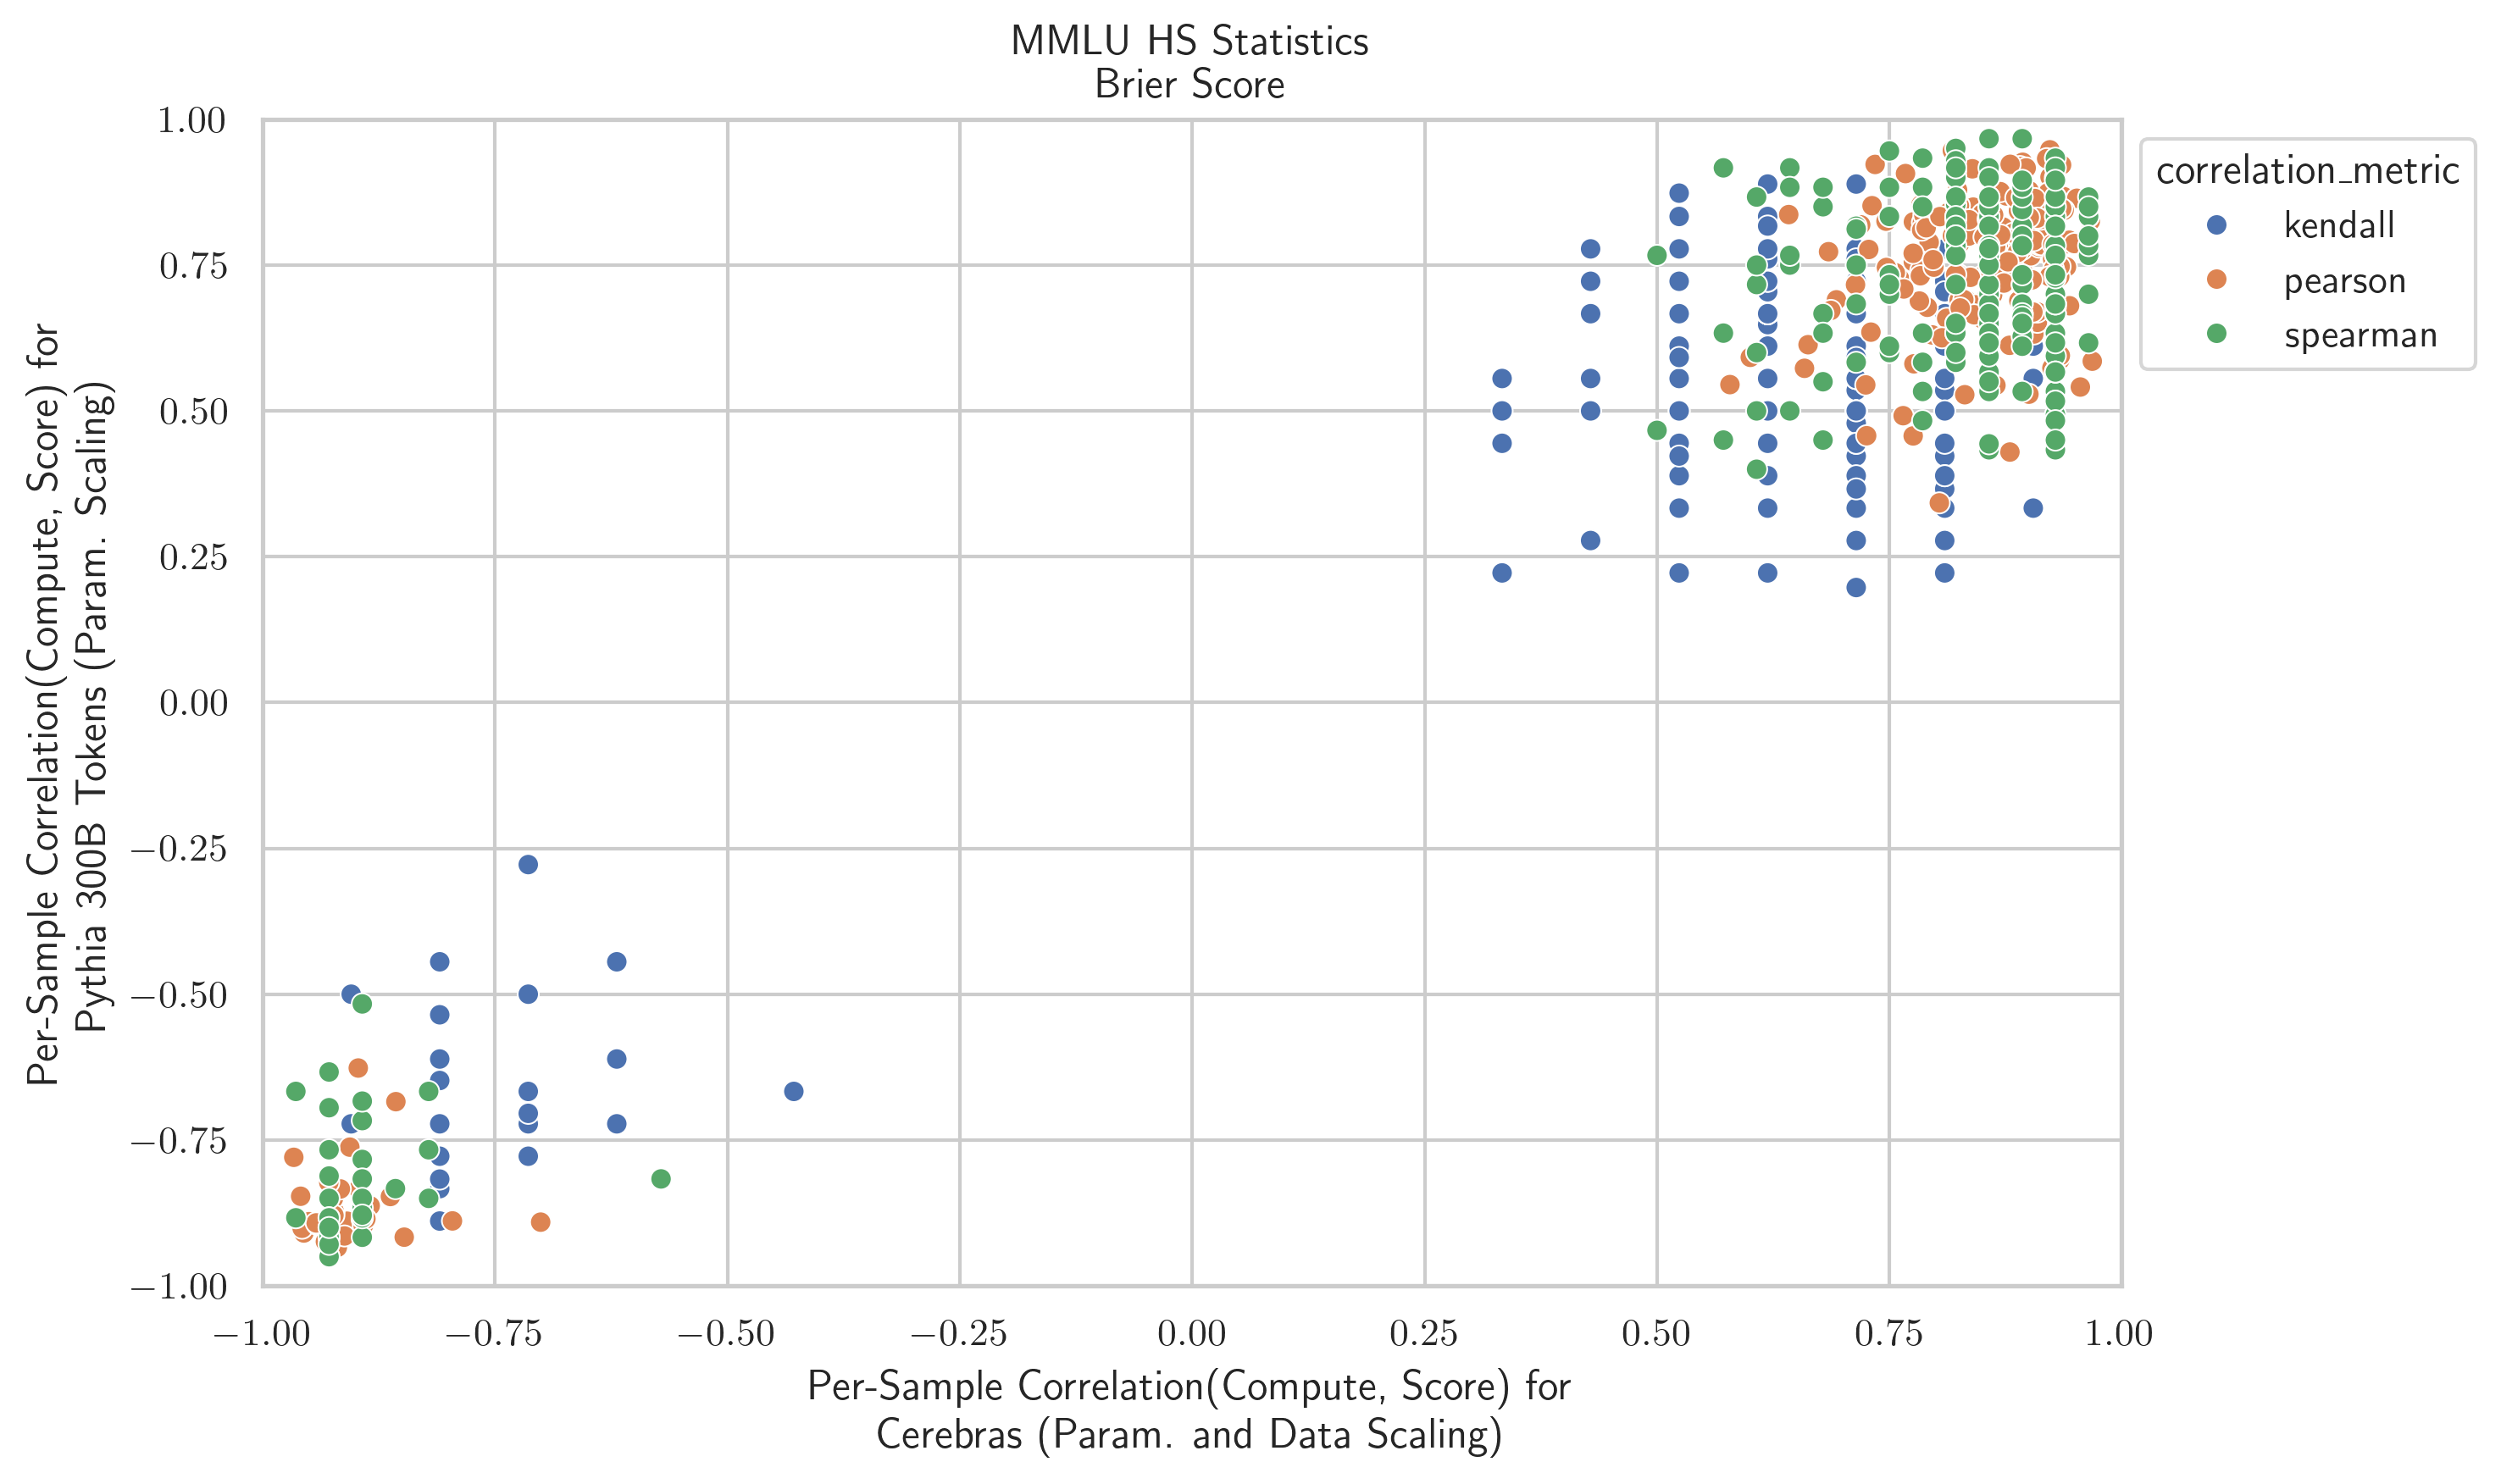 MMLU HS Statistics
Brier Score
Per-Sample Correlation(Compute, Score) for
Pythia 300B Tokens (Param. Scaling)
1.00
0.75
0.50
0.25
0.00
−0.25
−0.50
−0.75
−1.00
−1.00 −0.75 −0.50 −0.25 0.00 0.25 0.50 0.75 1.00
Per-Sample Correlation(Compute, Score) for
Cerebras (Param. and Data Scaling)
correlation_metric
kendall
pearson
spearman